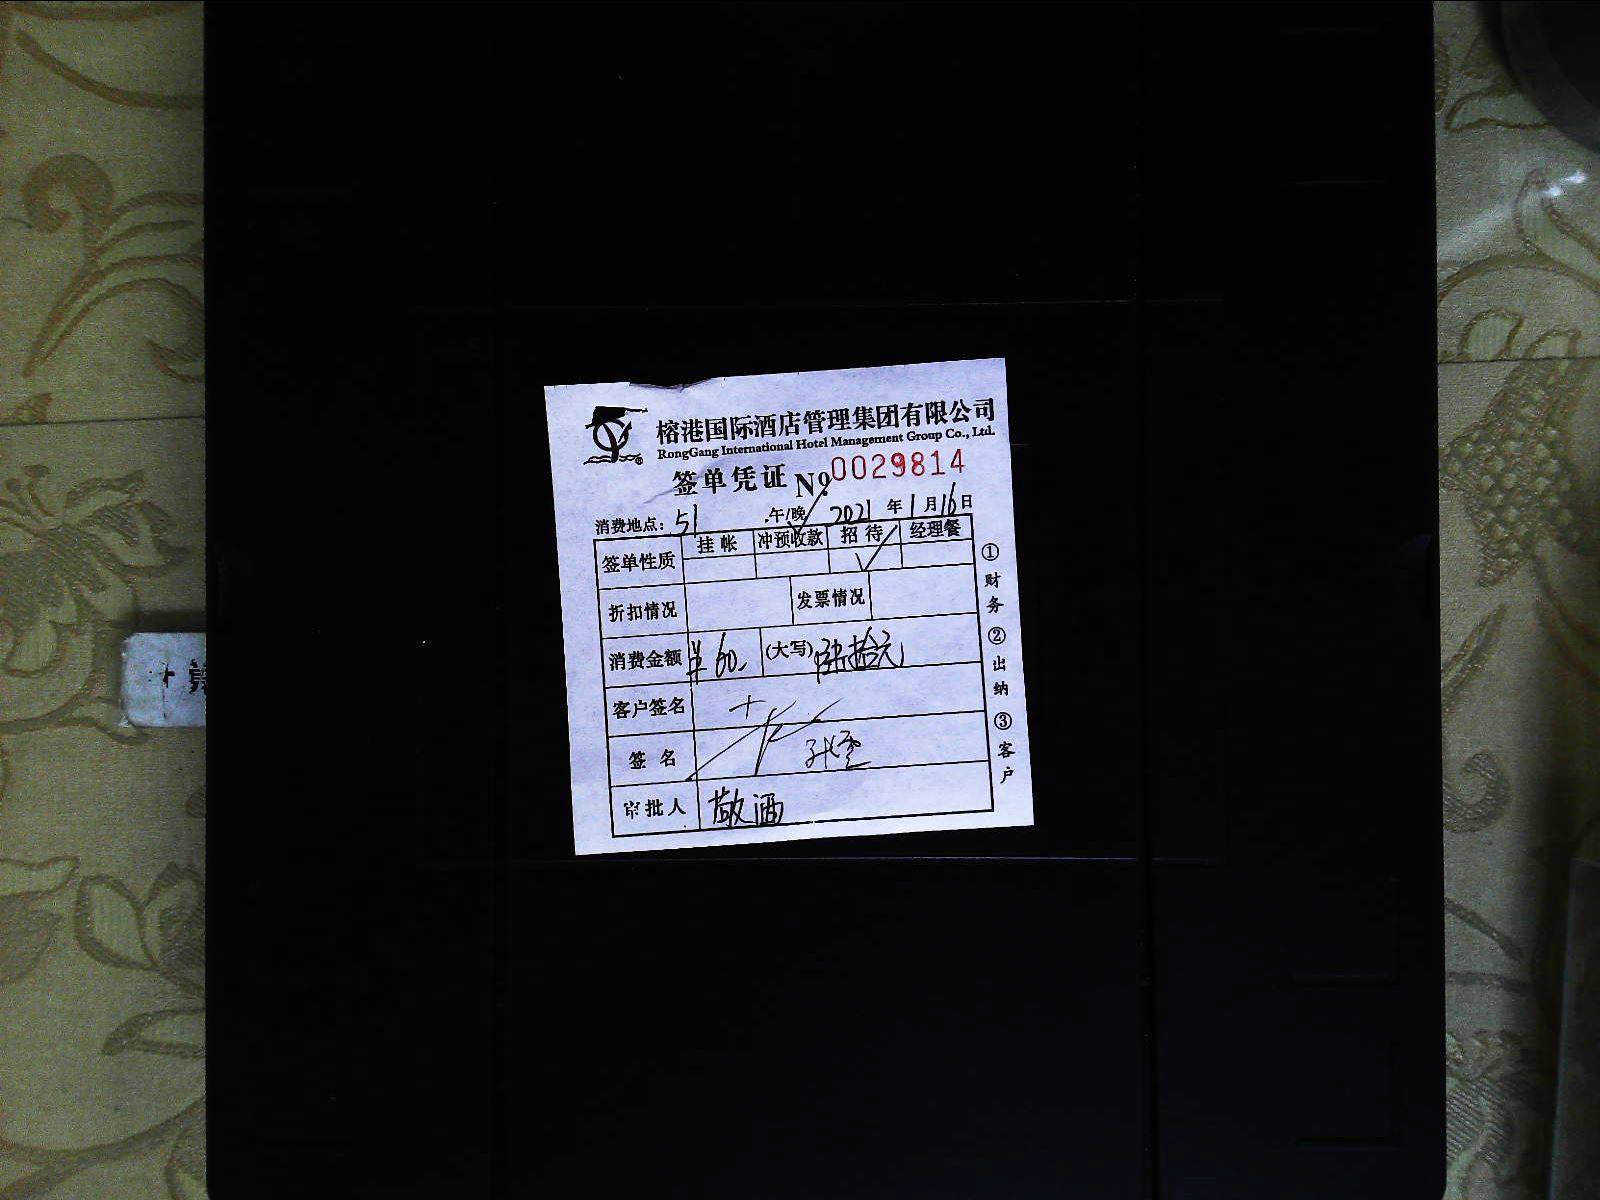 榕港国际酒店管理集团有限公司
RongGang International Hotel Management Group Co., Ltd.
签单凭证 No. 0029814
消费地点: 51 午/晚 2021 年 1 月 16 日
签单性质 挂帐 冲预收款 招待 经理餐
折扣情况 发票情况
消费金额 ¥60 (大写) 陆拾元
客户签名
签名
审批人 敬酒
①财务 ②出纳 ③客户